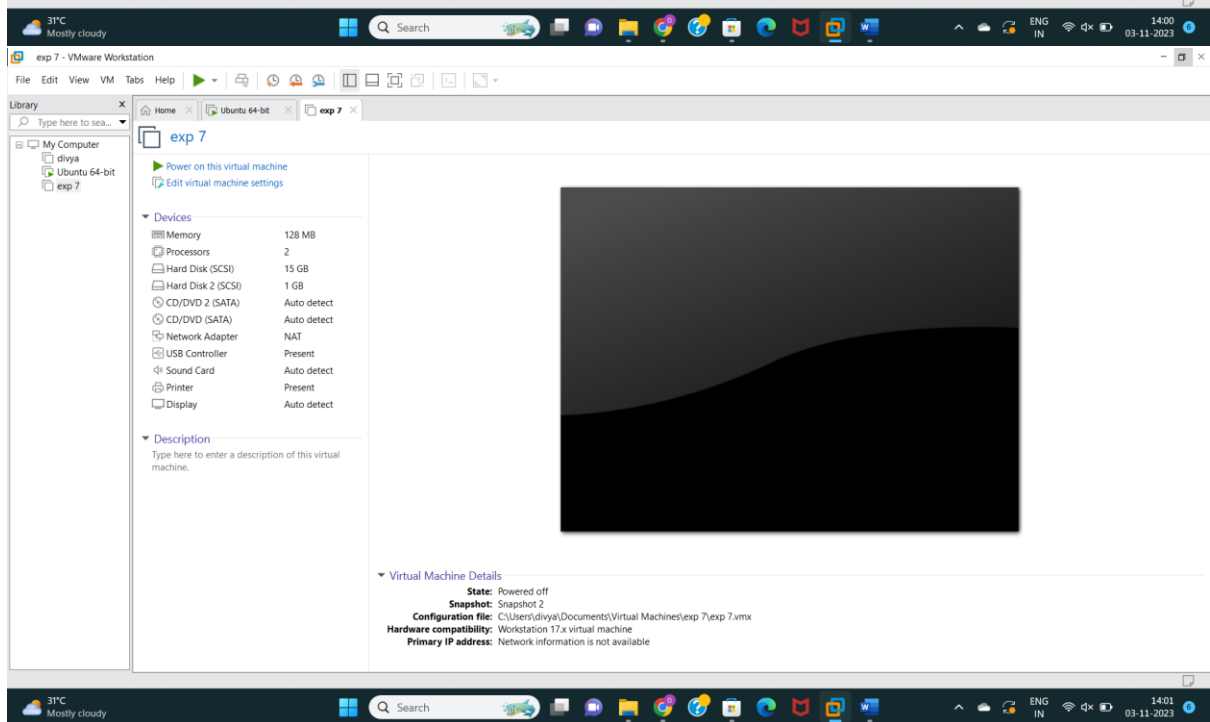 31°C
Mostly cloudy
Search
ENG
IN
14:00
03-11-2023
6
exp 7 - VMware Workstation
File Edit View VM Tabs Help
Library X
Type here to sea...
My Computer
divya
Ubuntu 64-bit
exp 7
Home Ubuntu 64-bit exp 7
exp 7
Power on this virtual machine
Edit virtual machine settings
Devices
Memory 128 MB
Processors 2
Hard Disk (SCSI) 15 GB
Hard Disk 2 (SCSI) 1 GB
CD/DVD 2 (SATA) Auto detect
CD/DVD (SATA) Auto detect
Network Adapter NAT
USB Controller Present
Sound Card Auto detect
Printer Present
Display Auto detect
Description
Type here to enter a description of this virtual
machine.
Virtual Machine Details
State: Powered off
Snapshot: Snapshot 2
Configuration file: C:\Users\divya\Documents\Virtual Machines\exp 7\exp 7.vmx
Hardware compatibility: Workstation 17.x virtual machine
Primary IP address: Network information is not available
31°C
Mostly cloudy
Search
ENG
IN
14:01
03-11-2023
6